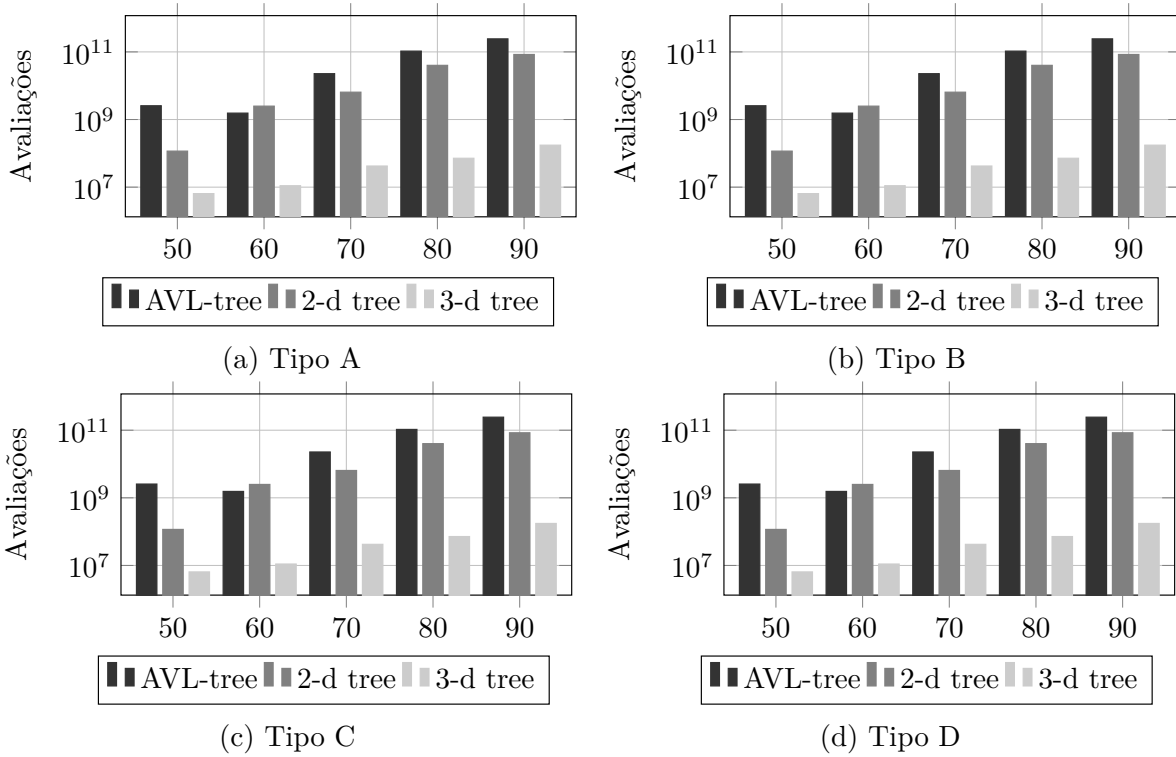 Avaliações
10^11
10^9
10^7
50 60 70 80 90
AVL-tree 2-d tree 3-d tree
(a) Tipo A
Avaliações
10^11
10^9
10^7
50 60 70 80 90
AVL-tree 2-d tree 3-d tree
(b) Tipo B
Avaliações
10^11
10^9
10^7
50 60 70 80 90
AVL-tree 2-d tree 3-d tree
(c) Tipo C
Avaliações
10^11
10^9
10^7
50 60 70 80 90
AVL-tree 2-d tree 3-d tree
(d) Tipo D